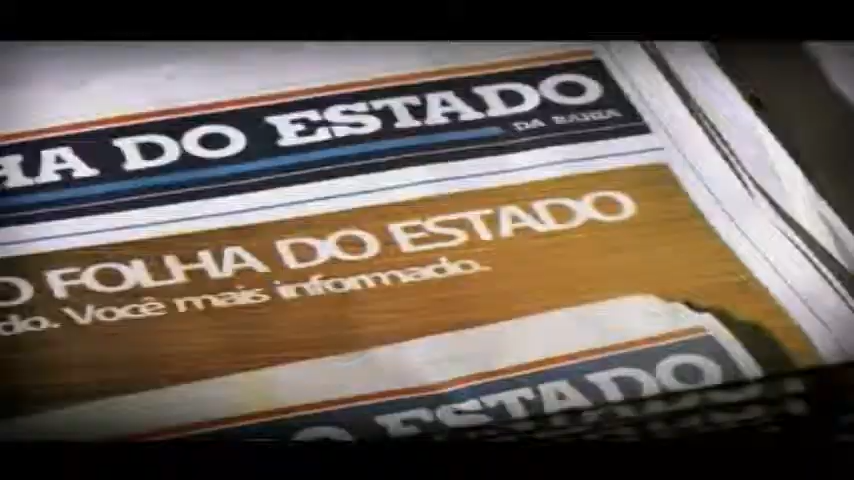 HA DO ESTADO
DA BAHIA
O FOLHA DO ESTADO
do. Você mais informado.
ESTADO